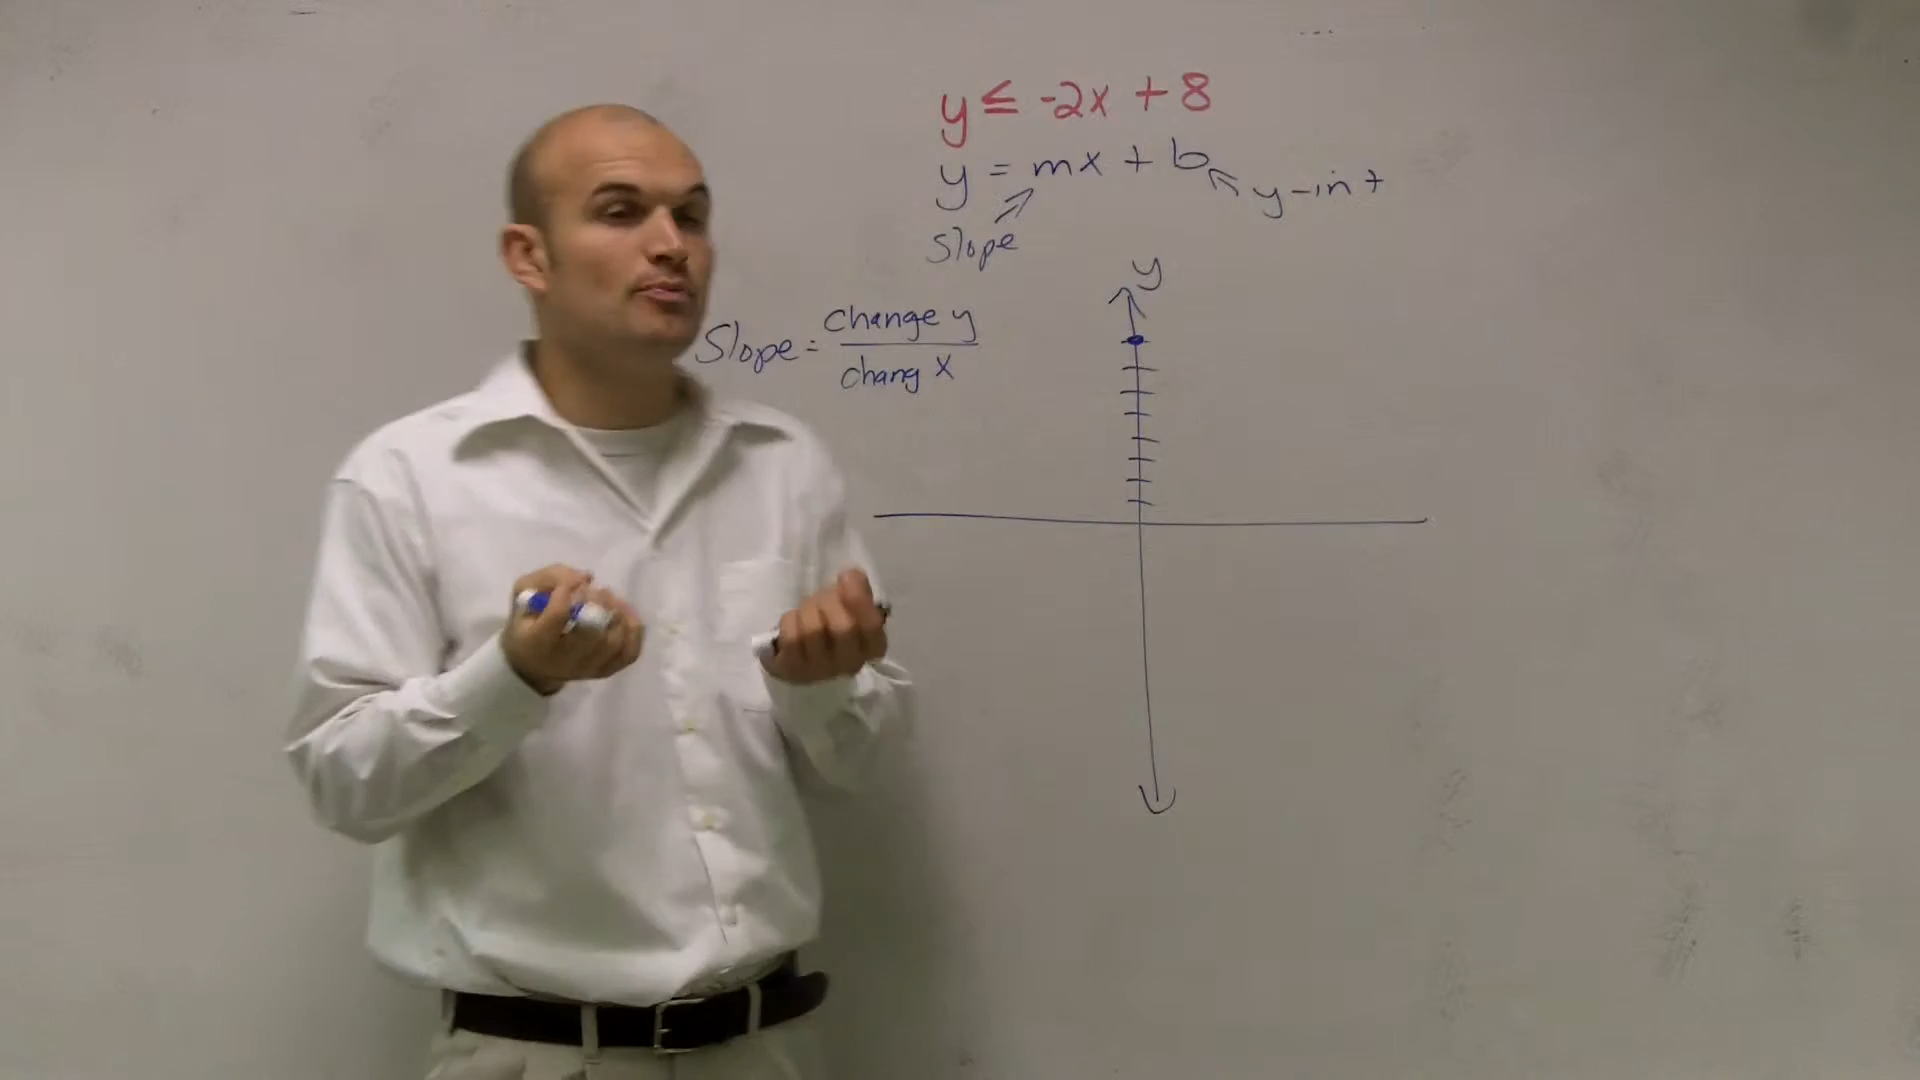 y ≤ -2x + 8
y = mx + b
y-int
Slope
y
Slope = change y
chang x